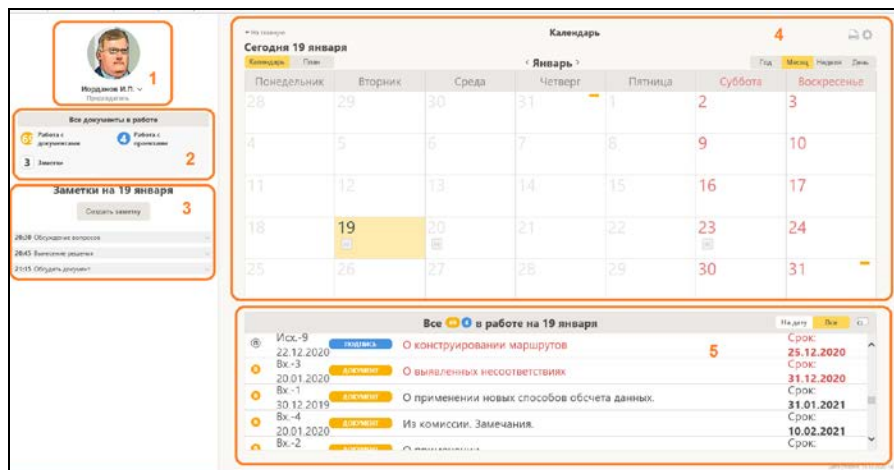 Иорданов И.П.
Председатель
1
Все документы в работе
Работа с документами
4 Работа с проектами
3 Заметки
2
Заметки на 19 января
Создать заметку
3
20:20 Обсуждение вопросов
20:45 Вынесение решения
21:15 Обсудить документ
На главную
Календарь
4
Сегодня 19 января
Календарь План
‹ Январь ›
Год Месяц Неделя День
Понедельник Вторник Среда Четверг Пятница Суббота Воскресенье
28 29 30 31 1 2 3
4 5 6 7 8 9 10
11 12 13 14 15 16 17
18 19 20 21 22 23 24
25 26 27 28 29 30 31
Все в работе на 19 января
На дату Все
5
Исх.-9
22.12.2020
ПОДПИСЬ
О конструировании маршрутов
Срок:
25.12.2020
Вх.-3
20.01.2020
ДОКУМЕНТ
О выявленных несоответствиях
Срок:
31.12.2020
Вх.-1
30.12.2019
ДОКУМЕНТ
О применении новых способов обсчета данных.
Срок:
31.01.2021
Вх.-4
20.01.2020
ДОКУМЕНТ
Из комиссии. Замечания.
Срок:
10.02.2021
Вх.-2
ДОКУМЕНТ
О применении
Срок: